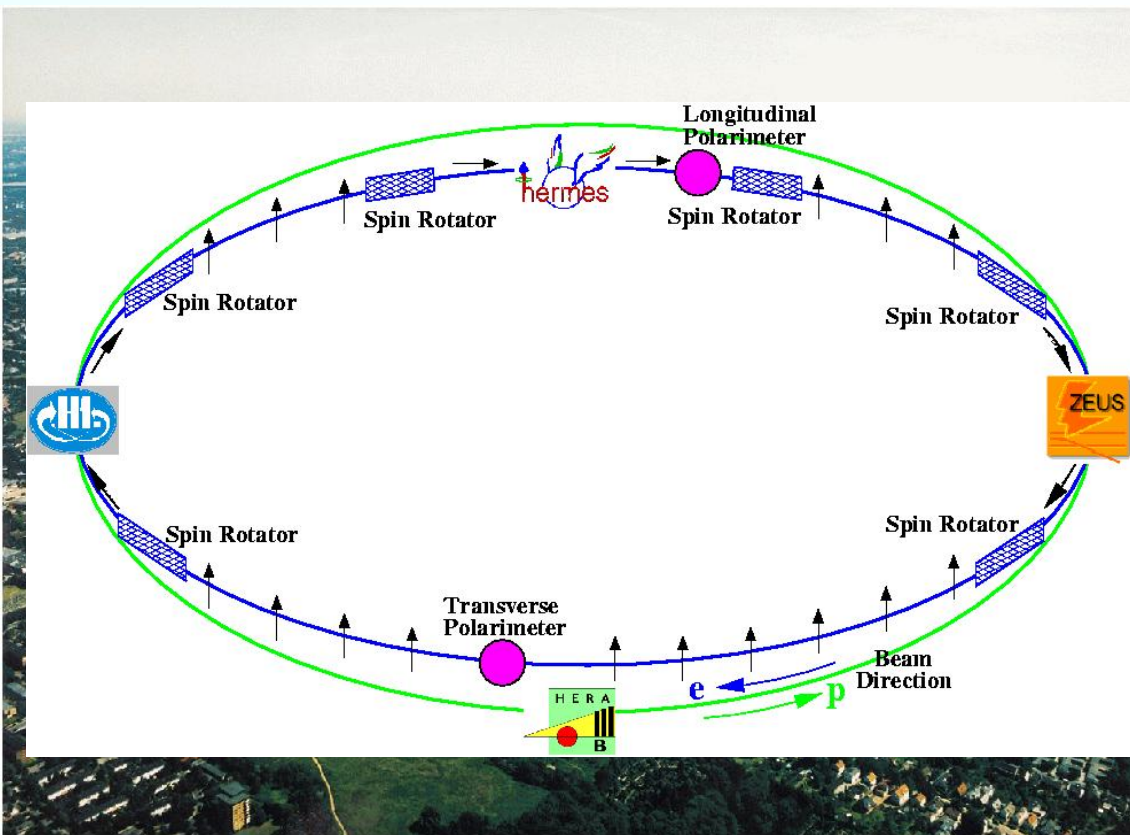 Longitudinal
Polarimeter
hermes
Spin Rotator
Spin Rotator
Spin Rotator
Spin Rotator
H1
ZEUS
Spin Rotator
Spin Rotator
Transverse
Polarimeter
Beam
Direction
e
p
HERA
B